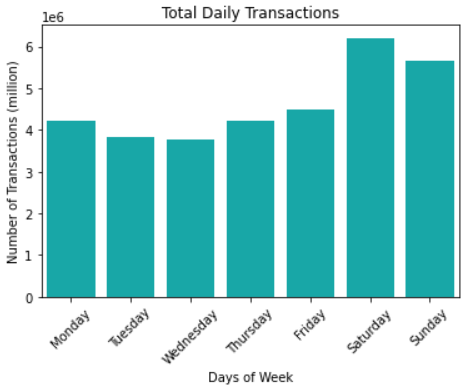 Total Daily Transactions
1e6
Number of Transactions (million)
6
5
4
3
2
1
0
Monday
Tuesday
Wednesday
Thursday
Friday
Saturday
Sunday
Days of Week